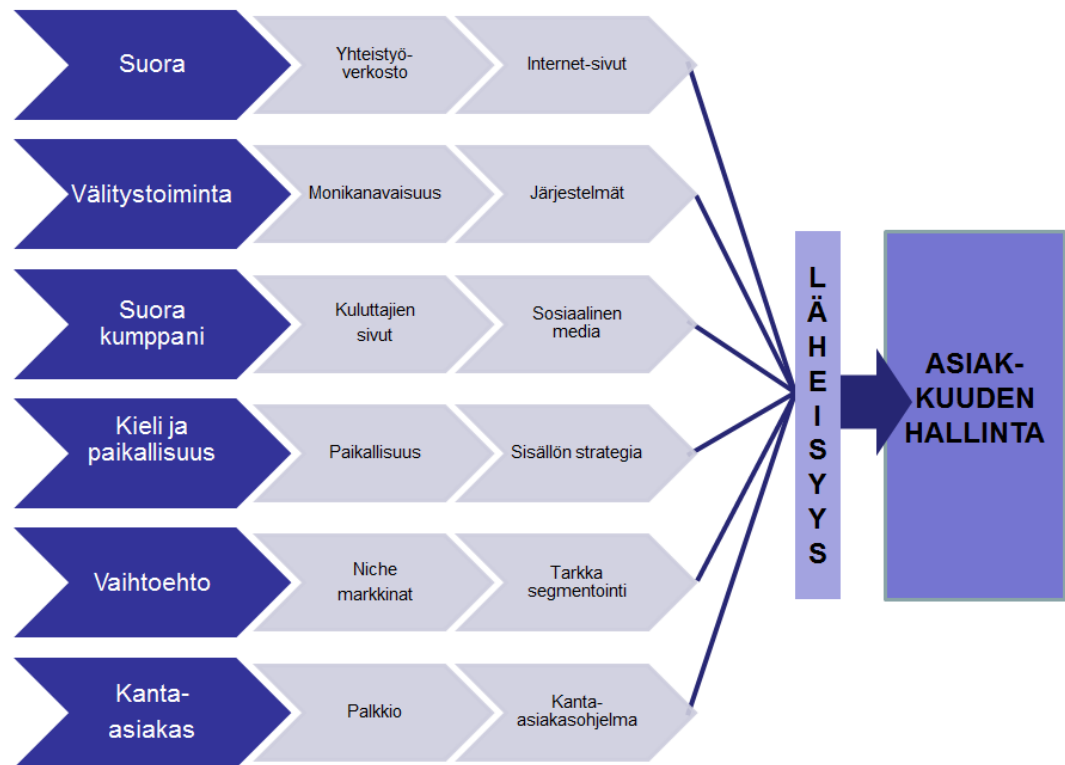 Suora
Yhteistyö-
verkosto
Internet-sivut
Välitystoiminta
Monikanavaisuus
Järjestelmät
Suora
kumppani
Kuluttajien
sivut
Sosiaalinen
media
Kieli ja
paikallisuus
Paikallisuus
Sisällön strategia
Vaihtoehto
Niche
markkinat
Tarkka
segmentointi
Kanta-
asiakas
Palkkio
Kanta-
asiakasohjelma
LÄHEISYYS
ASIAK-
KUUDEN
HALLINTA